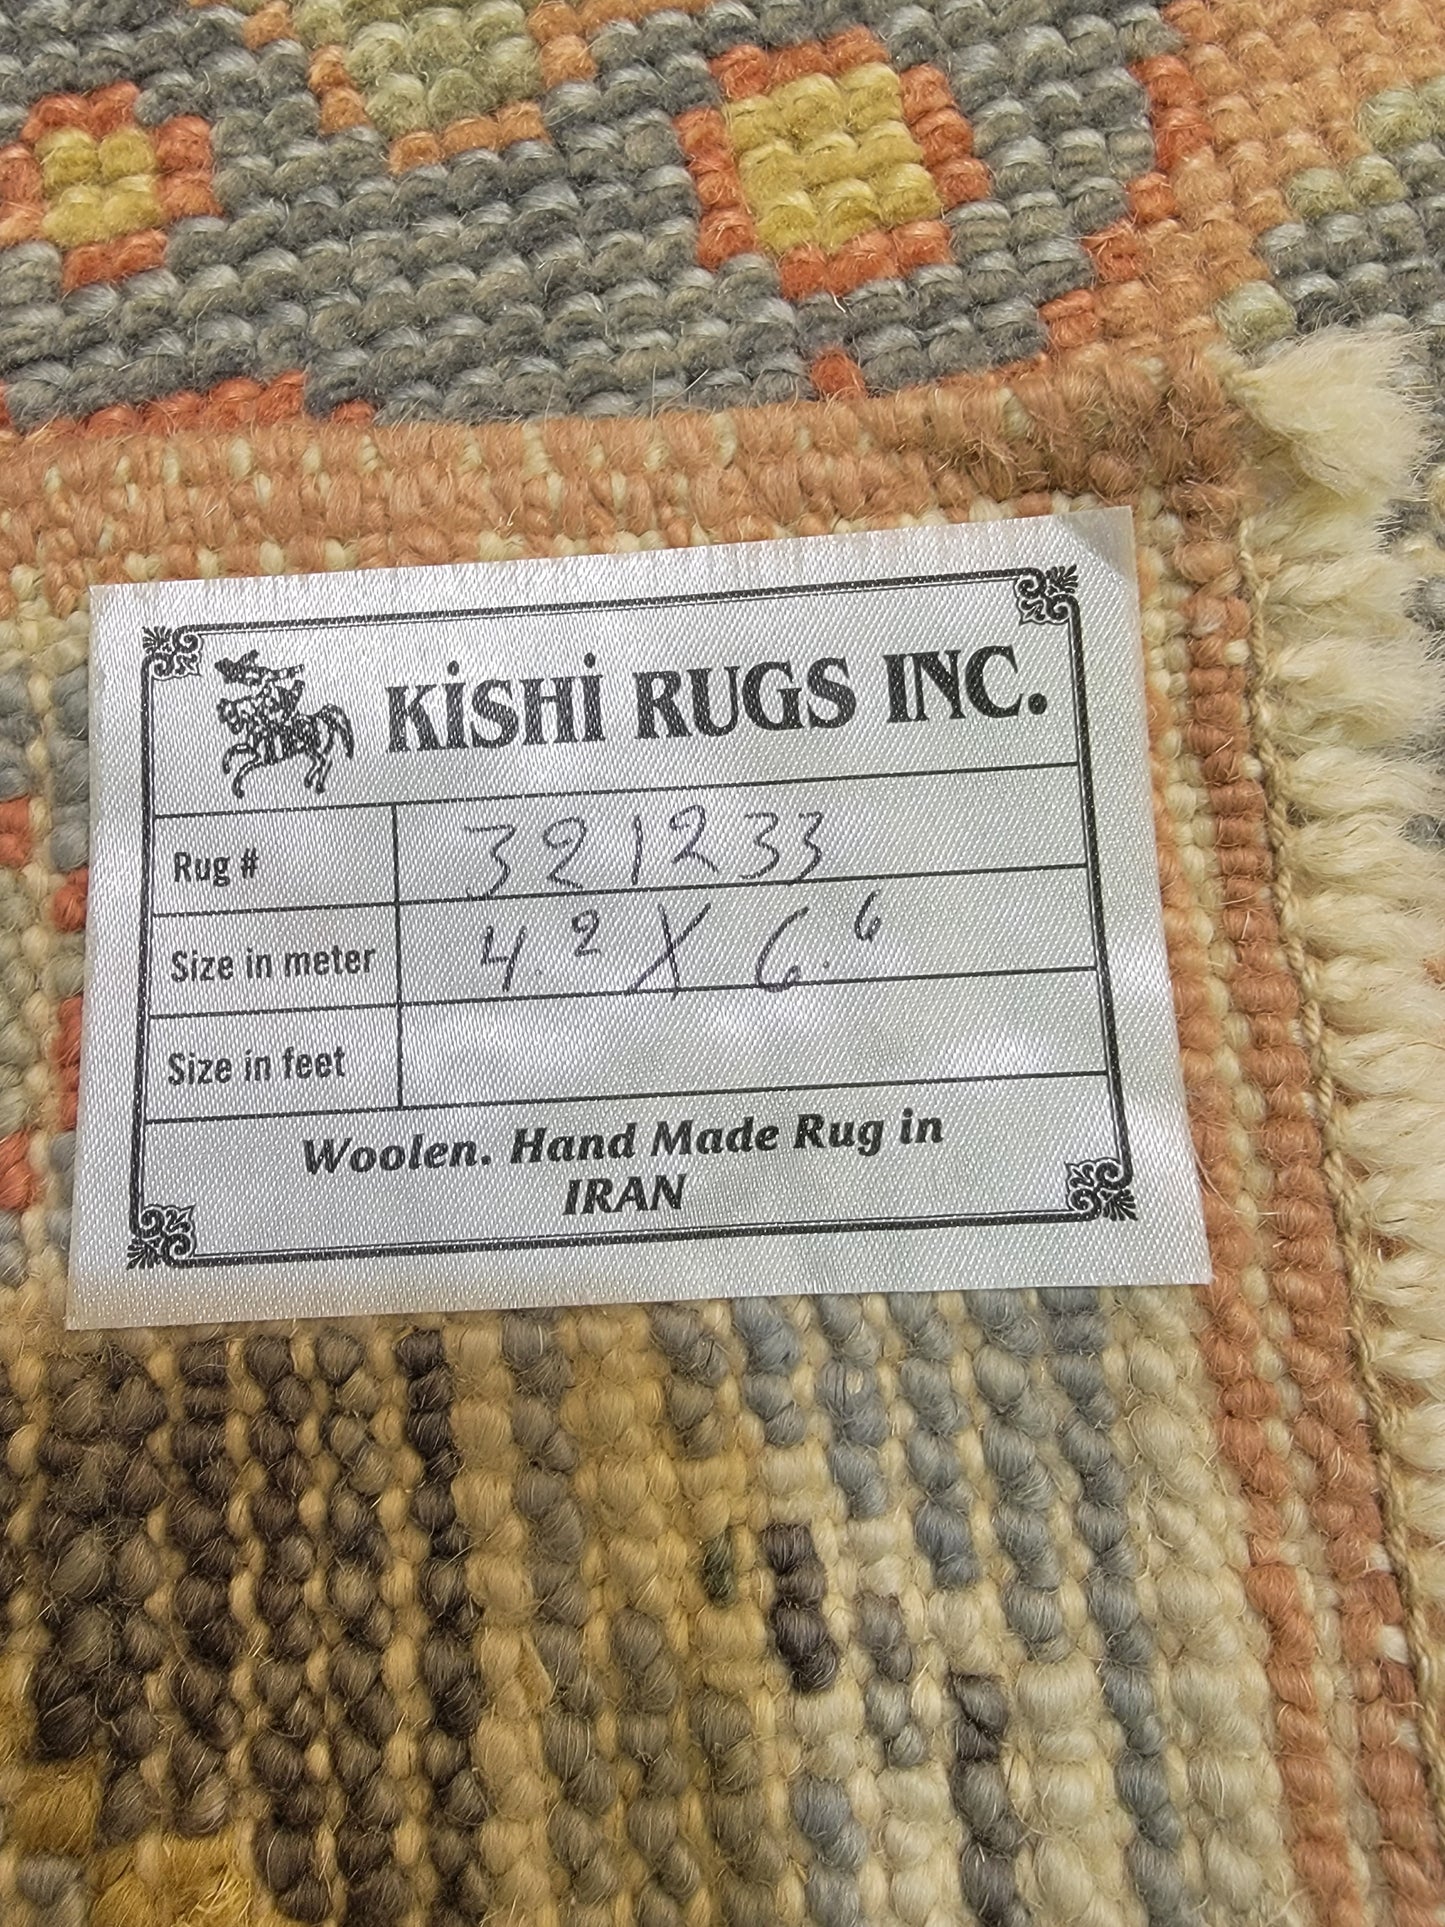 KISHI RUGS INC.
Rug # 321233
Size in meter 4.2 X 6.6
Size in feet
Woolen. Hand Made Rug in
IRAN